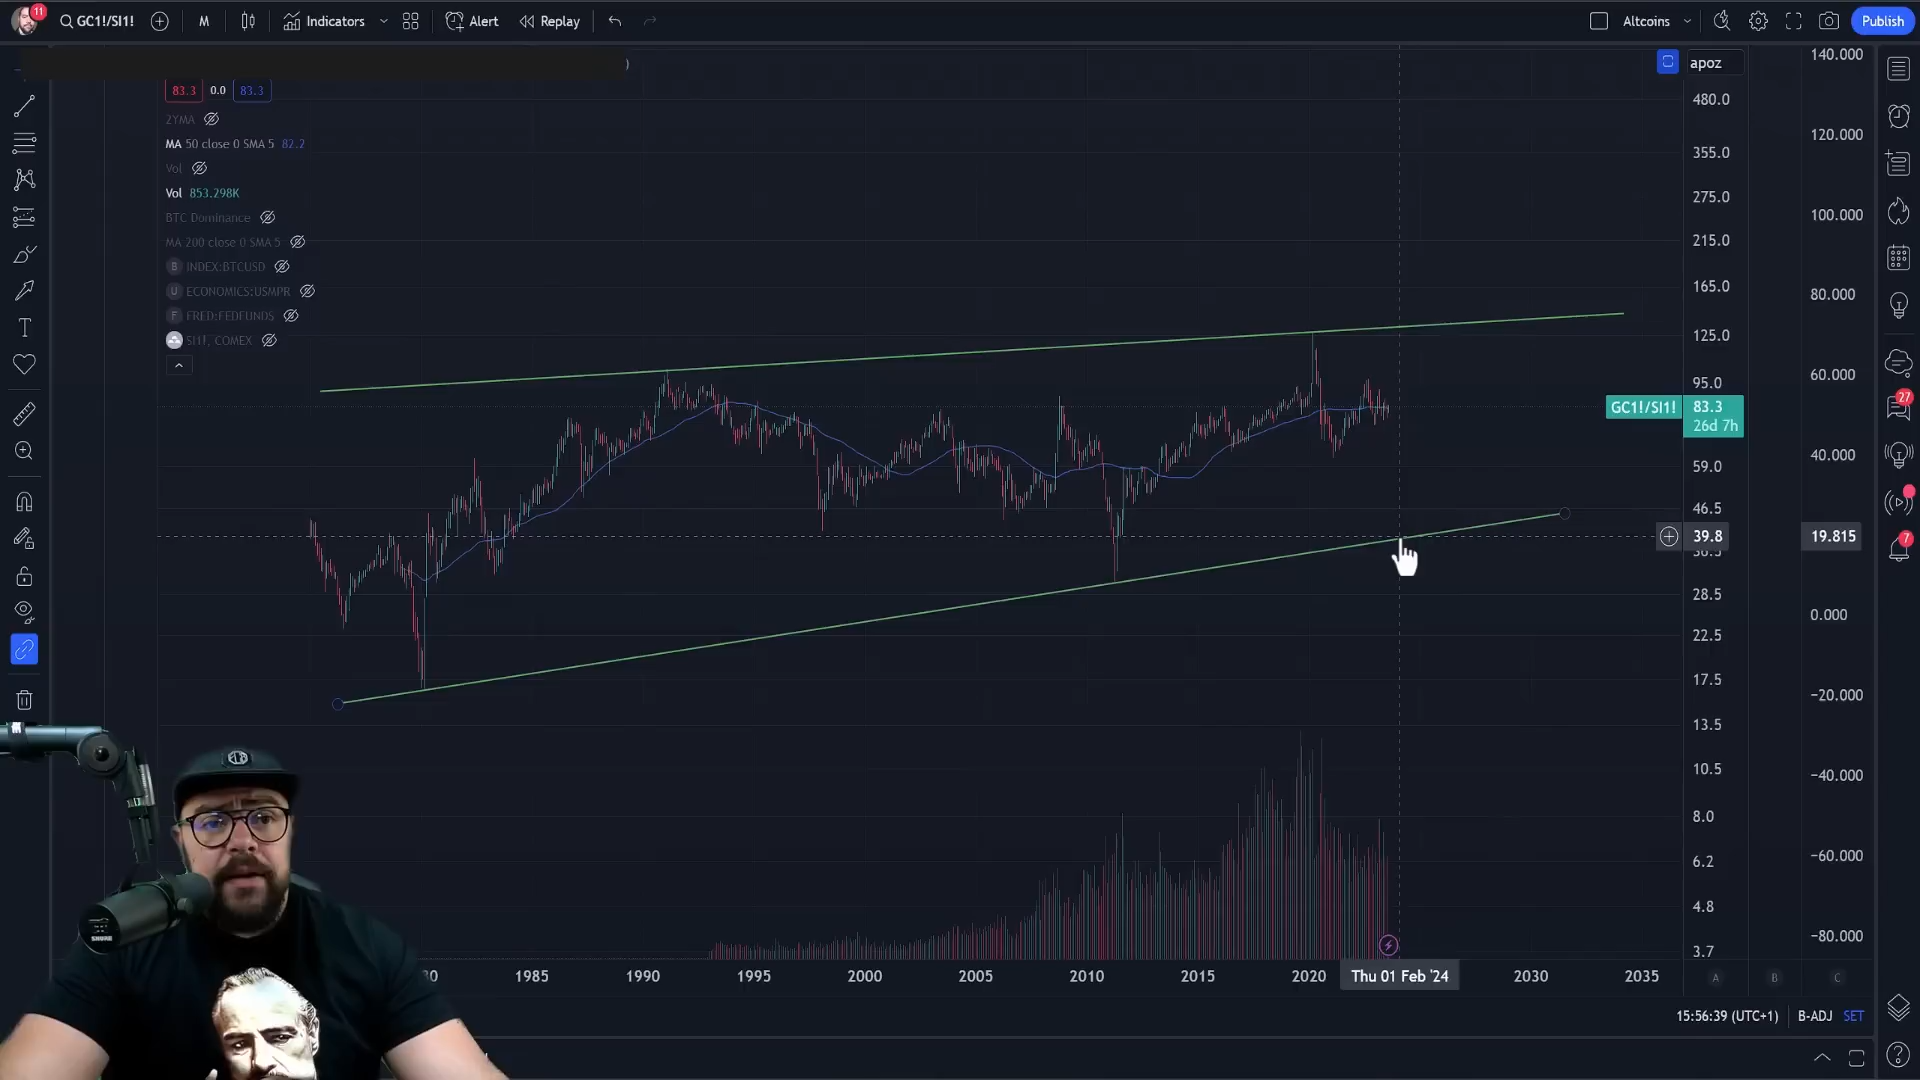 11
GC1!/SI1!
M
Indicators
Alert
Replay
Altcoins
Publish
83.3 0.0 83.3
2YMA
MA 50 close 0 SMA 5 82.2
Vol
Vol 853.298K
BTC Dominance
MA 200 close 0 SMA 5
B INDEX:BTCUSD
U ECONOMICS:USMPR
F FRED:FEDFUNDS
SI1!, COMEX
apoz
480.0
355.0
275.0
215.0
165.0
125.0
95.0
GC1!/SI1! 83.3
26d 7h
59.0
46.5
39.8
36.5
28.5
22.5
17.5
13.5
10.5
8.0
6.2
4.8
3.7
140.000
120.000
100.000
80.000
60.000
40.000
19.815
0.000
−20.000
−40.000
−60.000
−80.000
27
7
1985
1990
1995
2000
2005
2010
2015
2020
Thu 01 Feb '24
2030
2035
A
B
C
15:56:39 (UTC+1)
B-ADJ
SET
SHURE